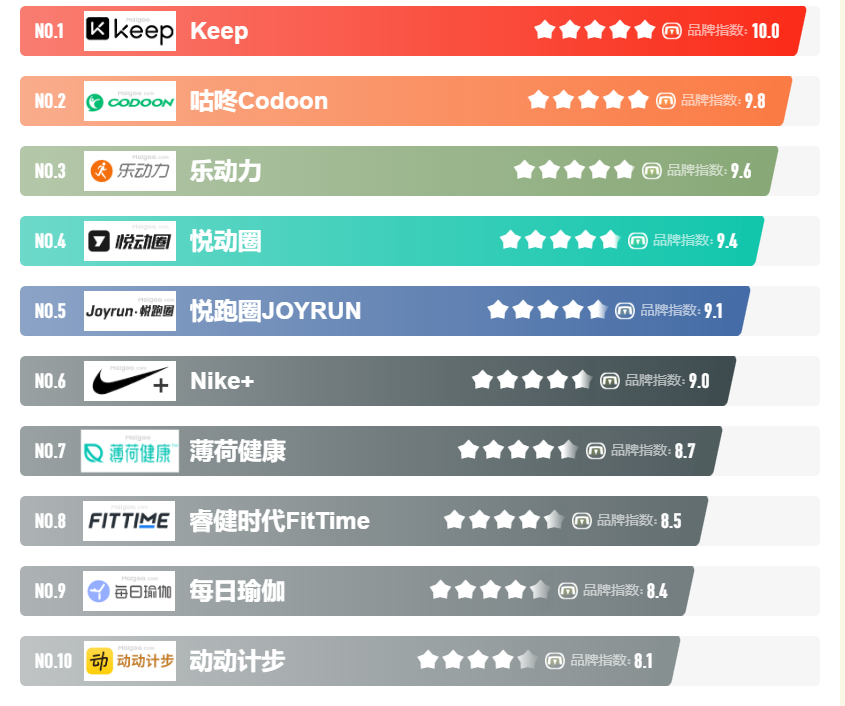 NO.1 keep Keep 品牌指数: 10.0
NO.2 CODOON 咕咚Codoon 品牌指数: 9.8
NO.3 乐动力 乐动力 品牌指数: 9.6
NO.4 悦动圈 悦动圈 品牌指数: 9.4
NO.5 Joyrun·悦跑圈 悦跑圈JOYRUN 品牌指数: 9.1
NO.6 + Nike+ 品牌指数: 9.0
NO.7 薄荷健康 薄荷健康 品牌指数: 8.7
NO.8 FITTIME 睿健时代FitTime 品牌指数: 8.5
NO.9 每日瑜伽 每日瑜伽 品牌指数: 8.4
NO.10 动 动动计步 动动计步 品牌指数: 8.1